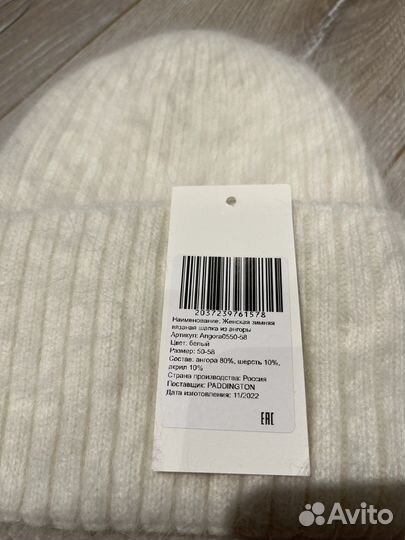 2037239761578
Наименование: Женская зимняя
вязаная шапка из ангоры
Артикул: Angora0550-58
Цвет: белый
Размер: 50-58
Состав: ангора 80%, шерсть 10%,
акрил 10%
Страна производства: Россия
Поставщик: PADDINGTON
Дата изготовления: 11/2022
EAC
Avito